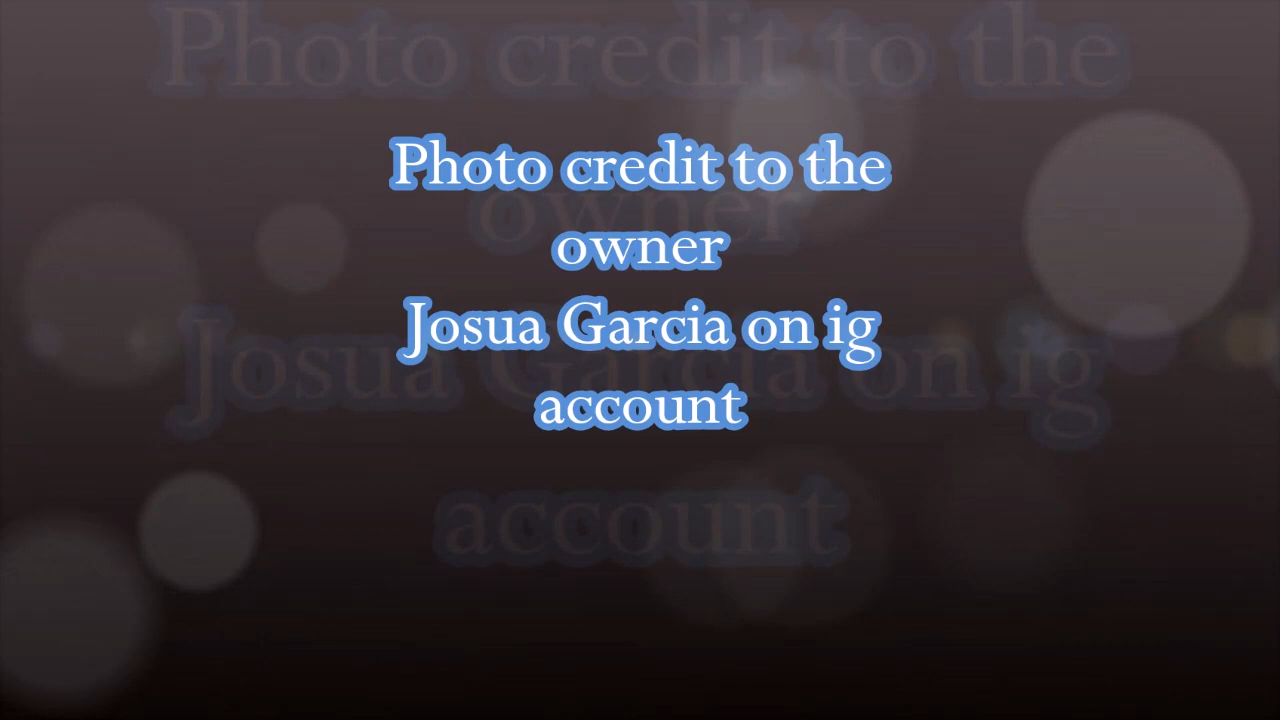 Photo credit to the
owner
Josua Garcia on ig
account